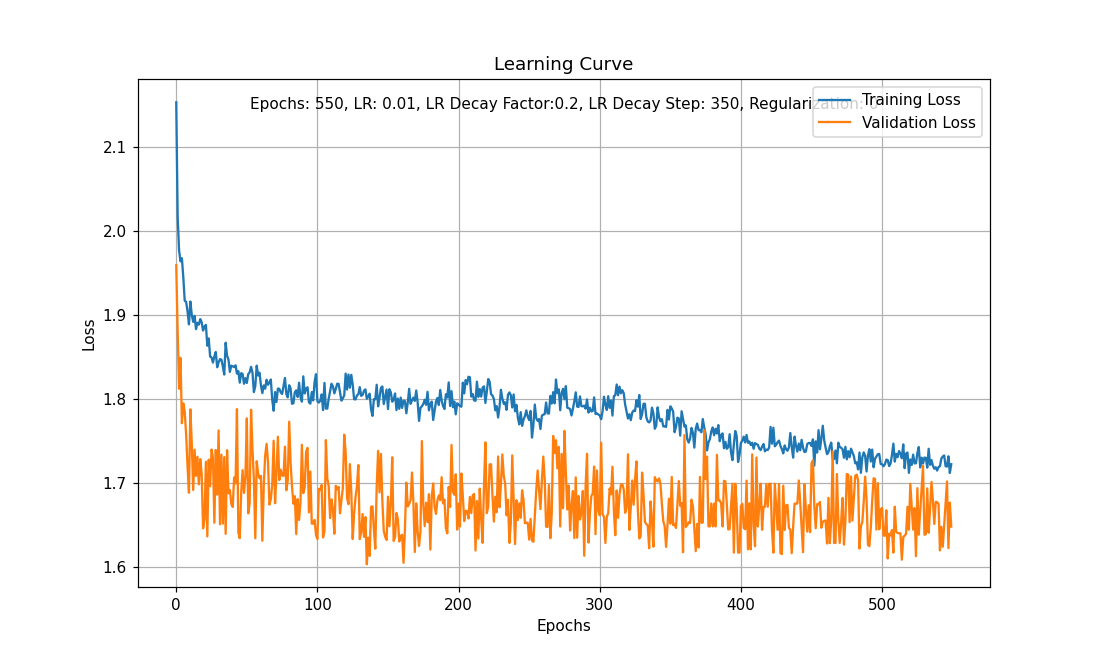 Learning Curve
Epochs: 550, LR: 0.01, LR Decay Factor:0.2, LR Decay Step: 350, Regularization: 0
Training Loss
Validation Loss
2.1
2.0
1.9
1.8
1.7
1.6
Loss
0 100 200 300 400 500
Epochs